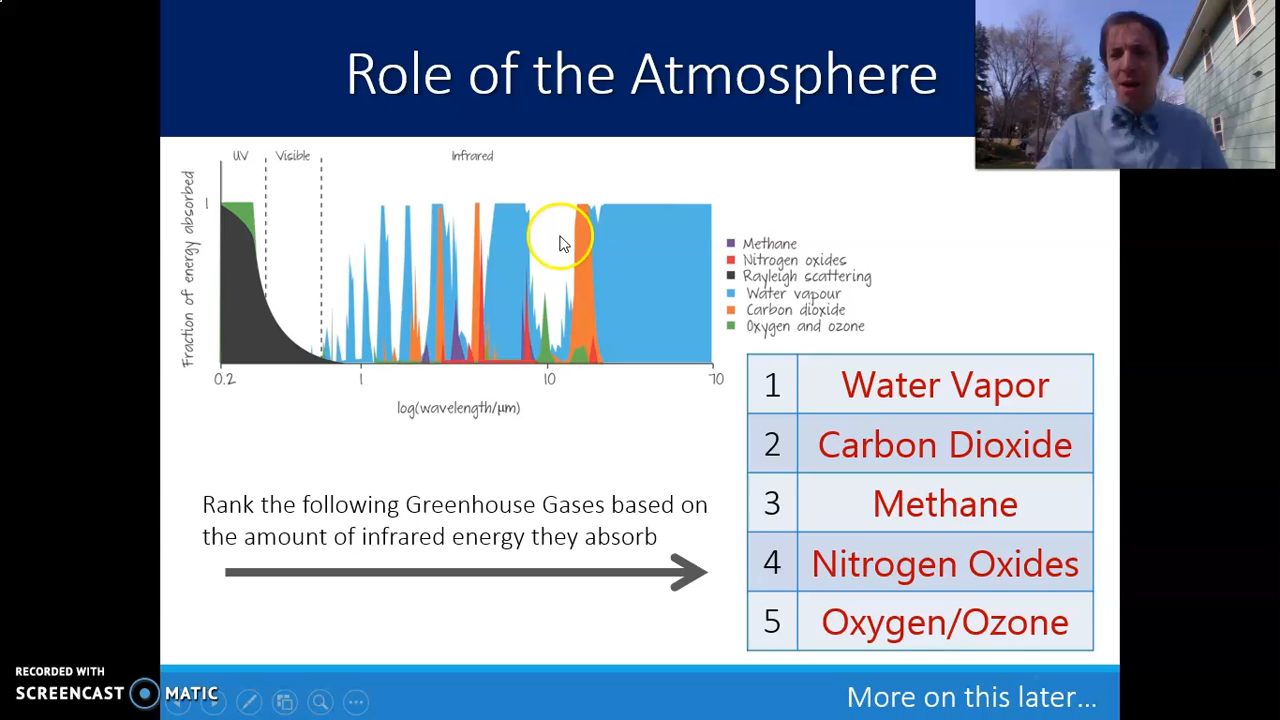 Role of the Atmosphere
UV
Visible
Infrared
Fraction of energy absorbed
1
0.2
1
10
70
log(wavelength/μm)
Methane
Nitrogen oxides
Rayleigh scattering
Water vapour
Carbon dioxide
Oxygen and ozone
Rank the following Greenhouse Gases based on
the amount of infrared energy they absorb
1 Water Vapor
2 Carbon Dioxide
3 Methane
4 Nitrogen Oxides
5 Oxygen/Ozone
RECORDED WITH
SCREENCAST MATIC
More on this later...